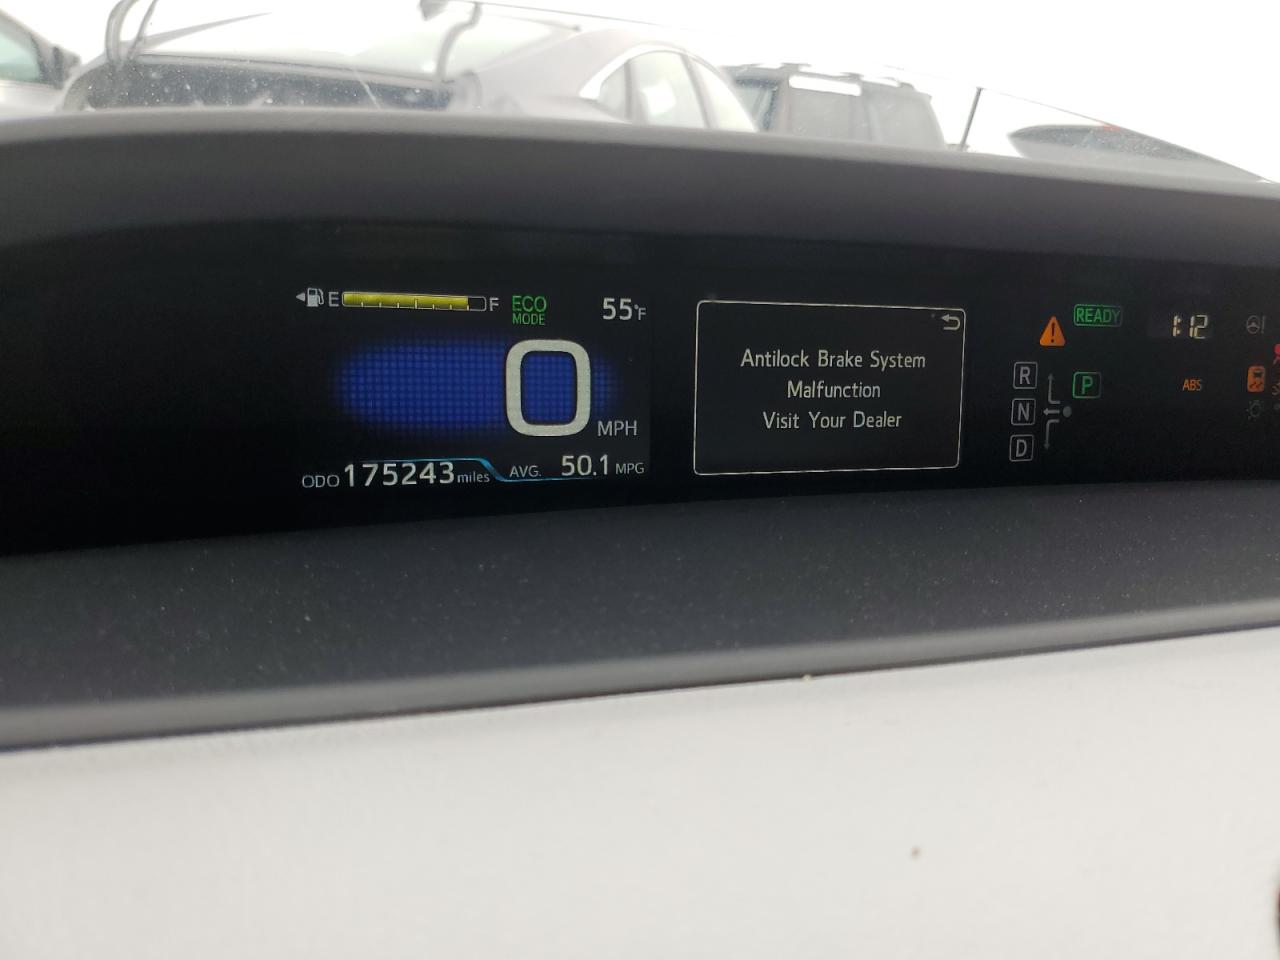 E F ECO MODE 55°F
0 MPH
ODO 175243 miles AVG. 50.1 MPG
Antilock Brake System
Malfunction
Visit Your Dealer
READY 1:12
R P ABS
N
D